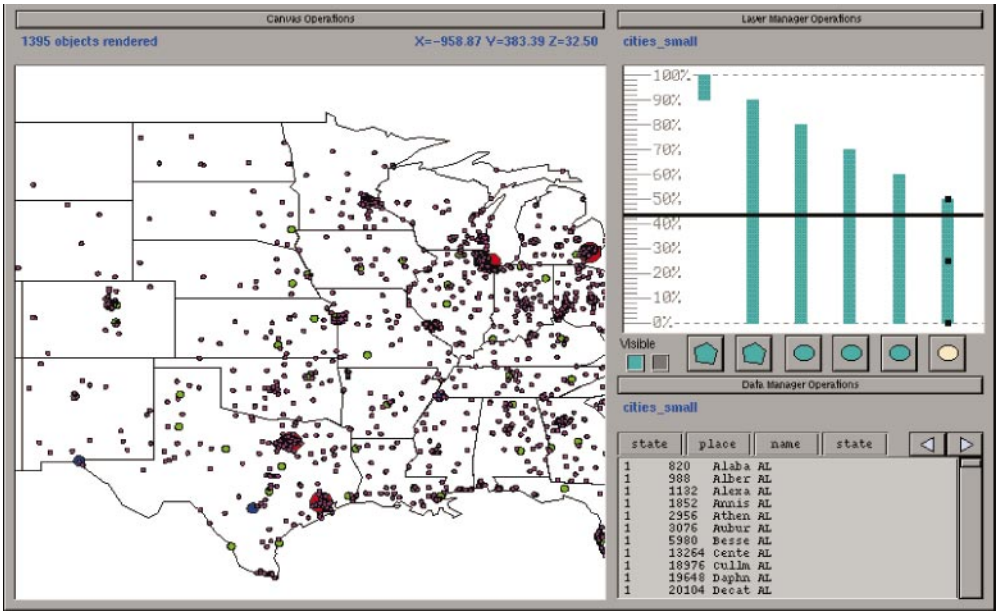 Canvas Operations
1395 objects rendered
X=-958.87 Y=383.39 Z=32.50
Layer Manager Operations
cities_small
100%
90%
80%
70%
60%
50%
40%
30%
20%
10%
0%
Visible
Data Manager Operations
cities_small
state place name state
1 820 Alaba AL
1 988 Alber AL
1 1132 Alexa AL
1 1852 Annis AL
1 2956 Athen AL
1 3076 Aubur AL
1 5980 Besse AL
1 13264 Cente AL
1 18976 Cullm AL
1 19648 Daphn AL
1 20104 Decat AL